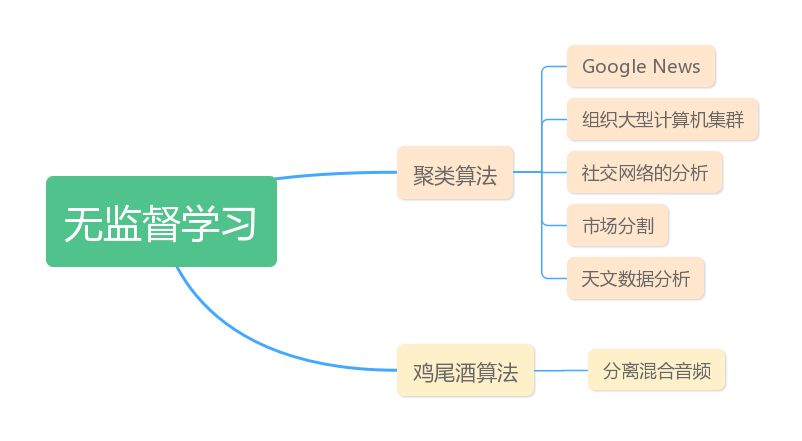 无监督学习
聚类算法
Google News
组织大型计算机集群
社交网络的分析
市场分割
天文数据分析
鸡尾酒算法
分离混合音频